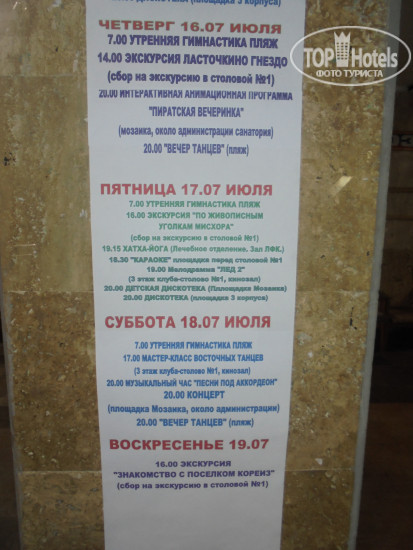 ДИСКОТЕКА (площадка 3 корпуса)
ЧЕТВЕРГ 16.07 ИЮЛЯ
7.00 УТРЕННЯЯ ГИМНАСТИКА ПЛЯЖ
14.00 ЭКСКУРСИЯ ЛАСТОЧКИНО ГНЕЗДО
(сбор на экскурсию в столовой №1)
20.00 ИНТЕРАКТИВНАЯ АНИМАЦИОННАЯ ПРОГРАММА
"ПИРАТСКАЯ ВЕЧЕРИНКА"
(мозаика, около администрации санатория)
20.00 "ВЕЧЕР ТАНЦЕВ" (пляж)
ПЯТНИЦА 17.07 ИЮЛЯ
7.00 УТРЕННЯЯ ГИМНАСТИКА ПЛЯЖ
16.00 ЭКСКУРСИЯ "ПО ЖИВОПИСНЫМ
УГОЛКАМ МИСХОРА"
(сбор на экскурсию в столовой №1)
19.15 ХАТХА-ЙОГА (Лечебное отделение. Зал ЛФК.)
18.30 "КАРАОКЕ" площадка перед столовой №1
19.00 Мелодрамма "ЛЕД 2"
(3 этаж клуба-столово №1, кинозал)
20.00 ДЕТСКАЯ ДИСКОТЕКА (Площадка Мозаика)
20.00 ДИСКОТЕКА (площадка 3 корпуса)
СУББОТА 18.07 ИЮЛЯ
7.00 УТРЕННЯЯ ГИМНАСТИКА ПЛЯЖ
17.00 МАСТЕР-КЛАСС ВОСТОЧНЫХ ТАНЦЕВ
(3 этаж клуба-столово №1, кинозал)
20.00 МУЗЫКАЛЬНЫЙ ЧАС "ПЕСНИ ПОД АККОРДЕОН"
20.00 КОНЦЕРТ
(площадка Мозаика, около администрации)
20.00 "ВЕЧЕР ТАНЦЕВ" (пляж)
ВОСКРЕСЕНЬЕ 19.07
16.00 ЭКСКУРСИЯ
"ЗНАКОМСТВО С ПОСЕЛКОМ КОРЕИЗ"
(сбор на экскурсию в столовой №1)
TOP Hotels
ФОТО ТУРИСТА